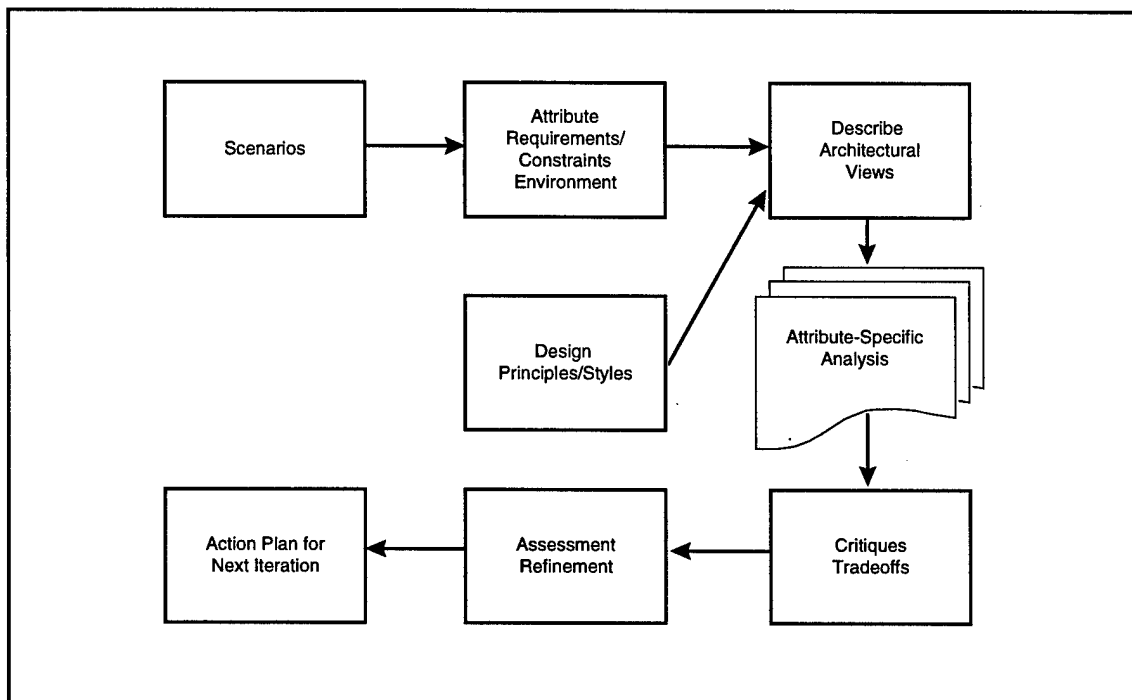 Scenarios
Attribute
Requirements/
Constraints
Environment
Describe
Architectural
Views
Design
Principles/Styles
Attribute-Specific
Analysis
Action Plan for
Next Iteration
Assessment
Refinement
Critiques
Tradeoffs